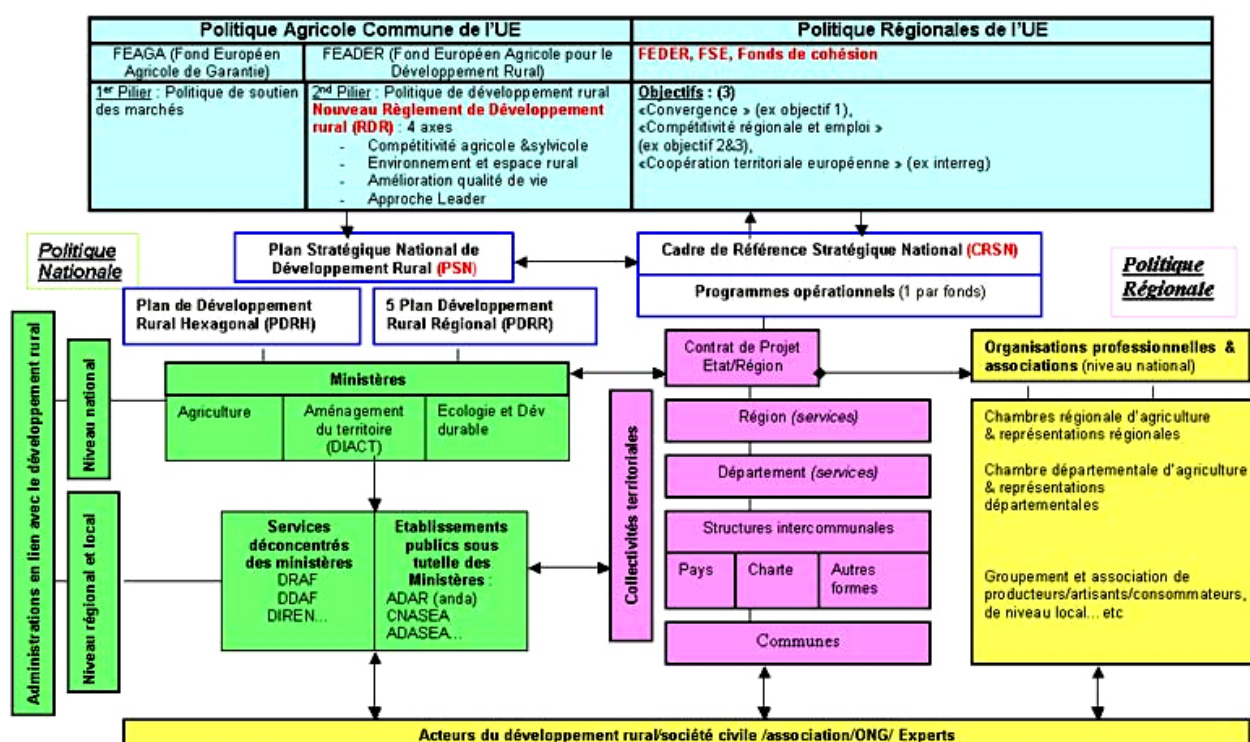 Politique Agricole Commune de l'UE
Politique Régionales de l'UE
FEAGA (Fond Européen
Agricole de Garantie)
FEADER (Fond Européen Agricole pour le
Développement Rural)
FEDER, FSE, Fonds de cohésion
1er Pilier : Politique de soutien
des marchés
2nd Pilier : Politique de développement rural
Nouveau Règlement de Développement
rural (RDR) : 4 axes
- Compétitivité agricole &sylvicole
- Environnement et espace rural
- Amélioration qualité de vie
- Approche Leader
Objectifs : (3)
«Convergence » (ex objectif 1),
«Compétitivité régionale et emploi »
(ex objectif 2&3),
«Coopération territoriale européenne » (ex interreg)
Politique
Nationale
Plan Stratégique National de
Développement Rural (PSN)
Cadre de Référence Stratégique National (CRSN)
Programmes opérationnels (1 par fonds)
Politique
Régionale
Plan de Développement
Rural Hexagonal (PDRH)
5 Plan Développement
Rural Régional (PDRR)
Administrations en lien avec le développement rural
Niveau national
Niveau régional et local
Ministères
Agriculture
Aménagement
du territoire
(DIACT)
Ecologie et Dév
durable
Services
déconcentrés
des ministères
DRAF
DDAF
DIREN...
Etablissements
publics sous
tutelle des
Ministères :
ADAR (anda)
CNASEA
ADASEA...
Collectivités territoriales
Contrat de Projet
Etat/Région
Région (services)
Département (services)
Structures intercommunales
Pays
Charte
Autres
formes
Communes
Organisations professionnelles &
associations (niveau national)
Chambres régionale d'agriculture
& représentations régionales
Chambre départementale d'agriculture
& représentations
départementales
Groupement et association de
producteurs/artisants/consommateurs,
de niveau local... etc
Acteurs du développement rural/société civile /association/ONG/ Experts